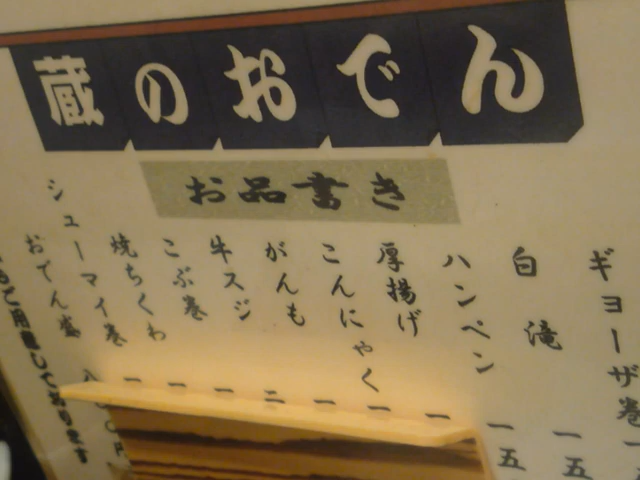 蔵のおでん
お品書き
ギョーザ巻 一
白滝 一五
ハンペン 一五
厚揚げ 一
こんにゃく 一
がんも 一
牛スジ 二
こぶ巻 一
焼ちくわ 一
シューマイ巻 一
おでん盛 八
もご用意しております